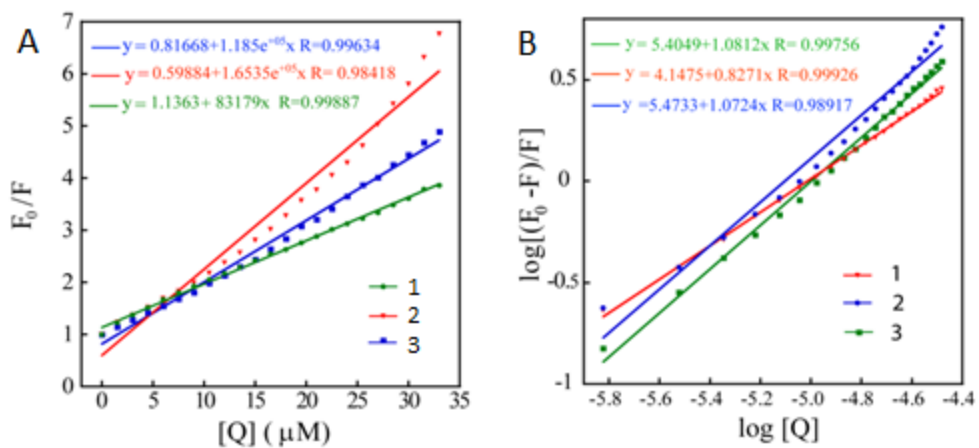 A
y = 0.81668+1.185e+05x R=0.99634
y = 0.59884+1.6535e+05x R= 0.98418
y = 1.1363+ 83179x R=0.99887
F0/F
7
6
5
4
3
2
1
0
1
2
3
0 5 10 15 20 25 30 35
[Q] ( μM)
B
y = 5.4049+1.0812x R= 0.99756
y = 4.1475+0.8271x R= 0.99926
y =5.4733+1.0724x R=0.98917
log[(F0 -F)/F]
0.5
0
-0.5
-1
1
2
3
-5.8 -5.6 -5.4 -5.2 -5.0 -4.8 -4.6 -4.4
log [Q]